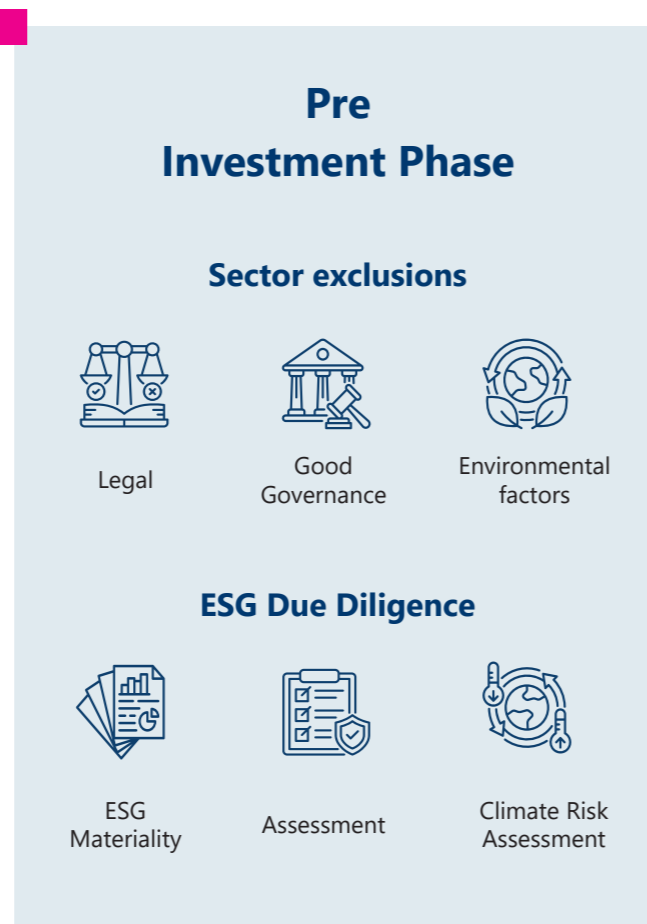 Pre
Investment Phase
Sector exclusions
Legal
Good
Governance
Environmental
factors
ESG Due Diligence
ESG
Materiality
Assessment
Climate Risk
Assessment